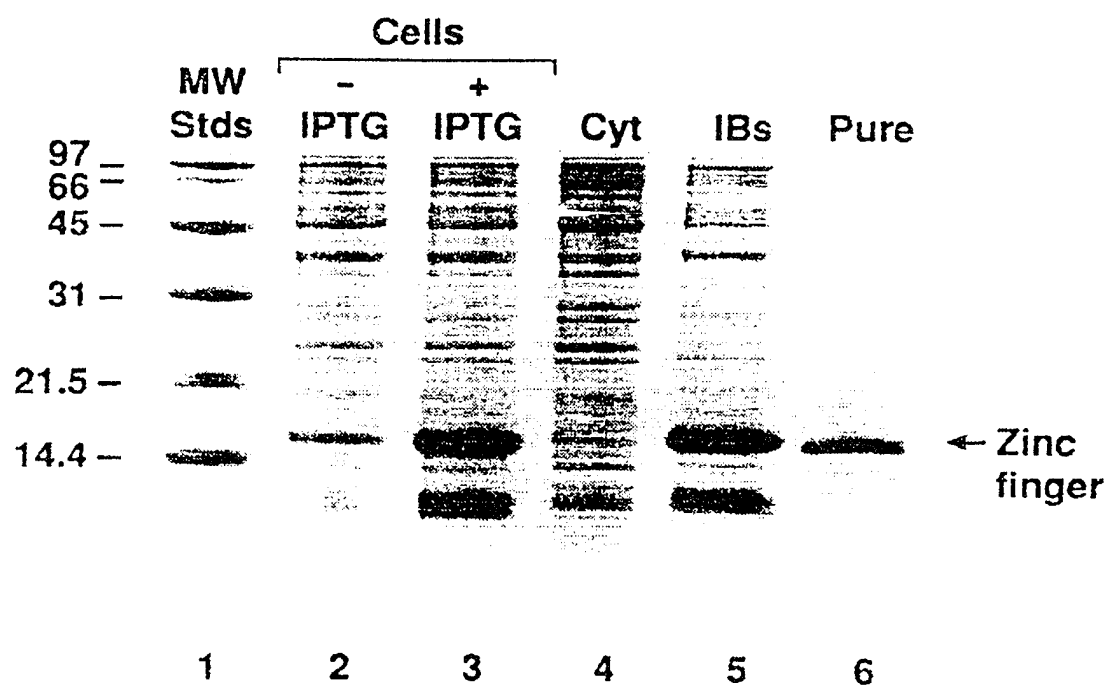 Cells
MW Stds
- IPTG
+ IPTG
Cyt
IBs
Pure
97
66
45
31
21.5
14.4
Zinc finger
1 2 3 4 5 6